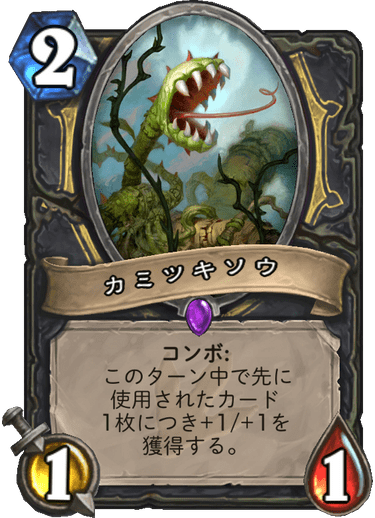 2
カミツキソウ
コンボ:
このターン中で先に
使用されたカード
1枚につき+1/+1を
獲得する。
1
1